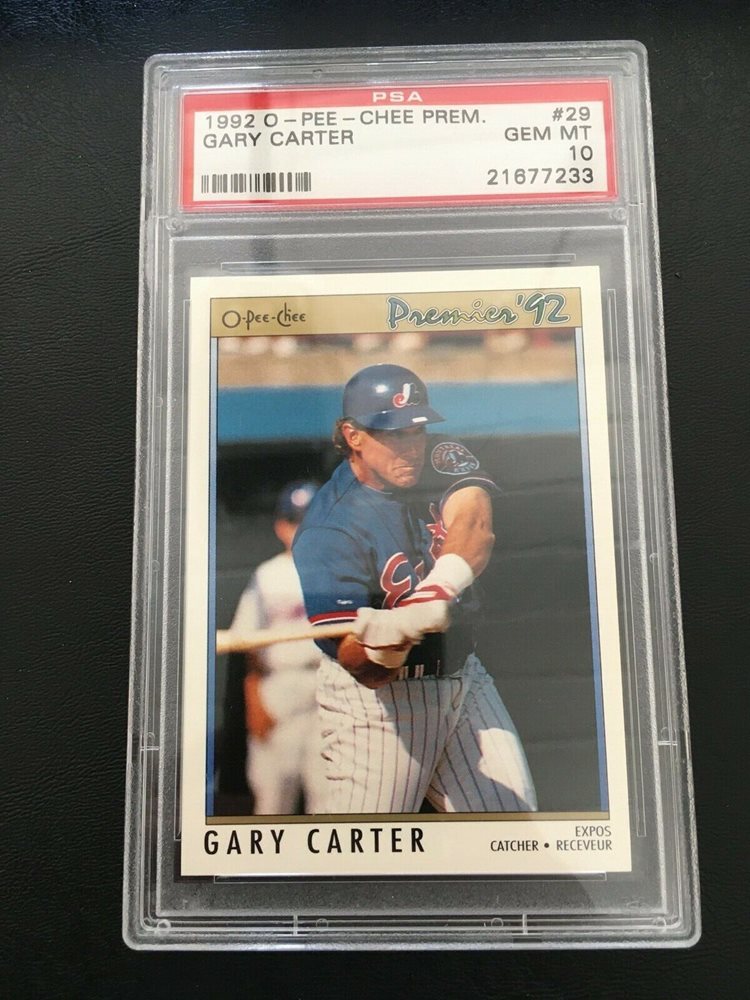 PSA
1992 O-PEE-CHEE PREM. #29
GARY CARTER GEM MT
10
21677233
O-Pee-Chee Premier '92
GARY CARTER
EXPOS
CATCHER • RECEVEUR